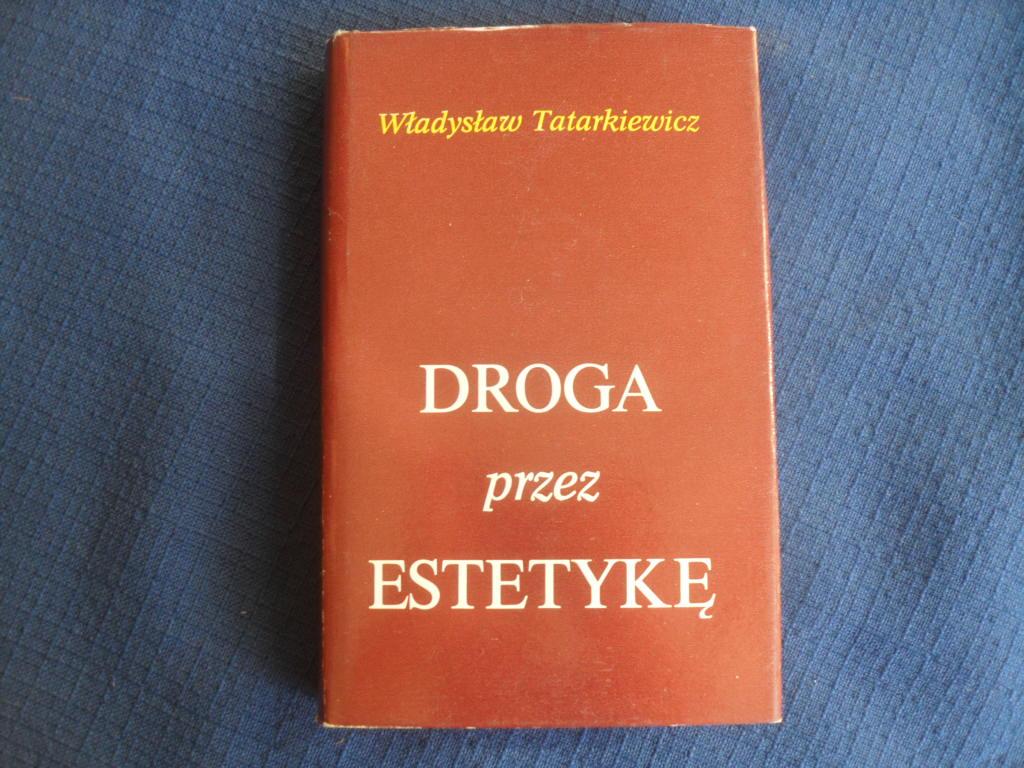 Władysław Tatarkiewicz
DROGA
przez
ESTETYKĘ